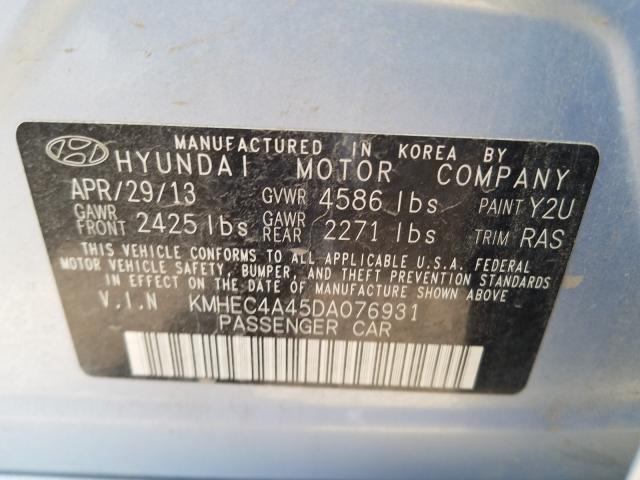 MANUFACTURED IN KOREA BY
HYUNDAI MOTOR COMPANY
APR/29/13 GVWR 4586 lbs PAINT Y2U
GAWR FRONT 2425 lbs GAWR REAR 2271 lbs TRIM RAS
THIS VEHICLE CONFORMS TO ALL APPLICABLE U.S.A. FEDERAL
MOTOR VEHICLE SAFETY, BUMPER, AND THEFT PREVENTION STANDARDS
IN EFFECT ON THE DATE OF MANUFACTURE SHOWN ABOVE
V.I.N KMHEC4A45DA076931
PASSENGER CAR